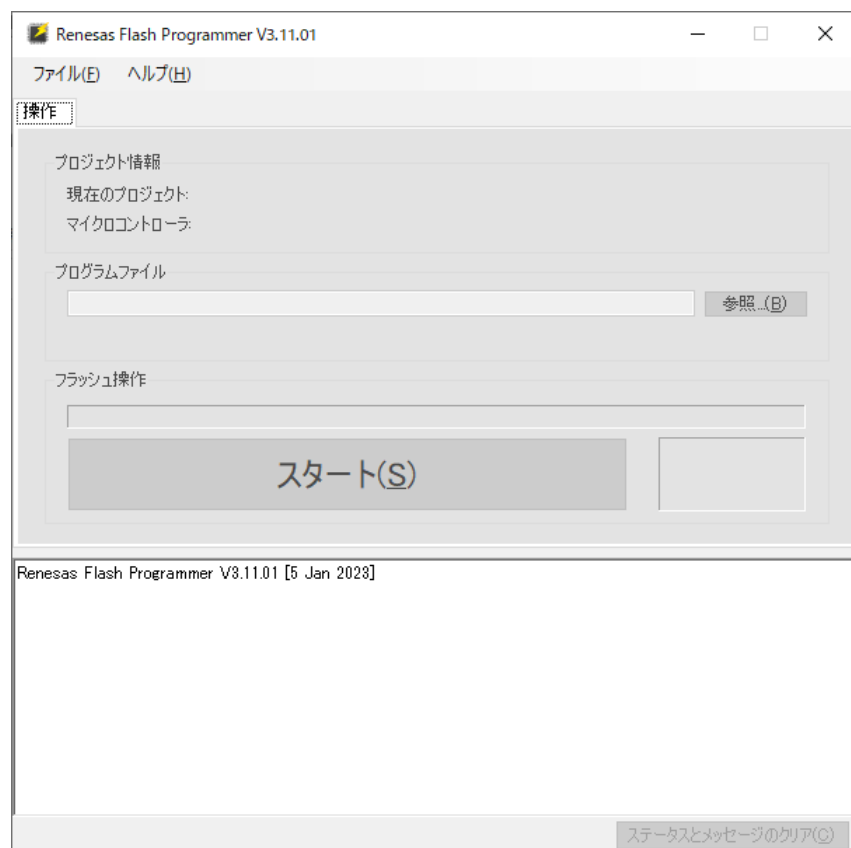 Renesas Flash Programmer V3.11.01
ファイル(F) ヘルプ(H)
操作
プロジェクト情報
現在のプロジェクト:
マイクロコントローラ:
プログラムファイル
参照...(B)
フラッシュ操作
スタート(S)
Renesas Flash Programmer V3.11.01 [5 Jan 2023]
ステータスとメッセージのクリア(C)